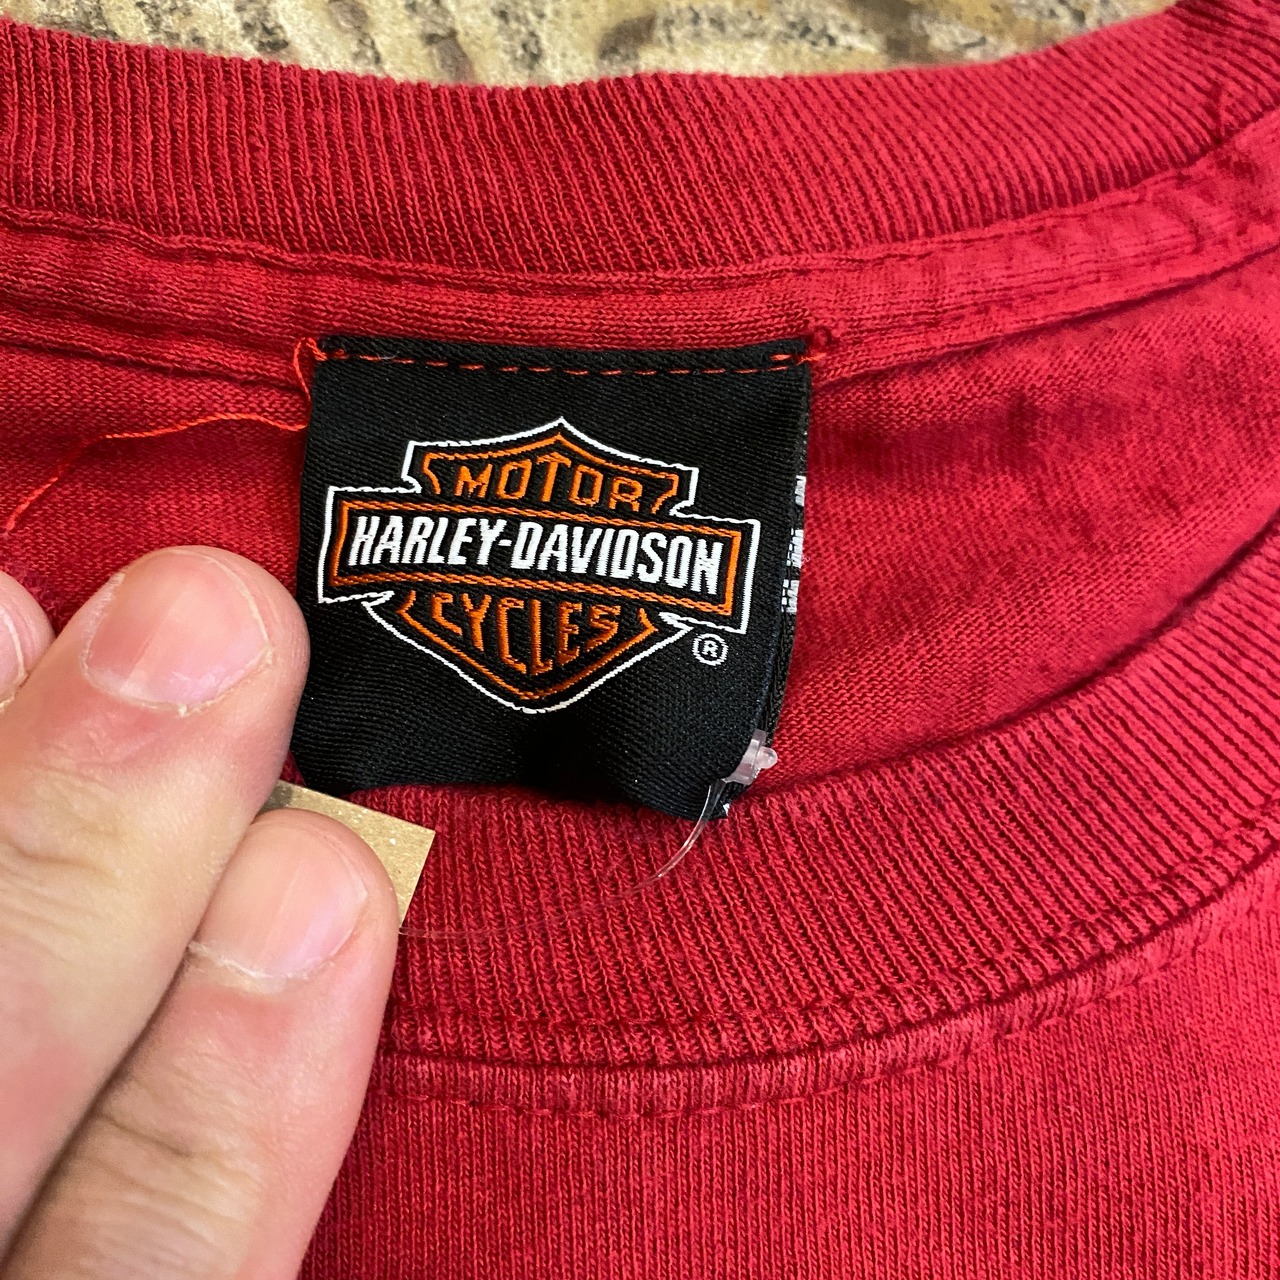 MOTOR
HARLEY-DAVIDSON
CYCLES
®